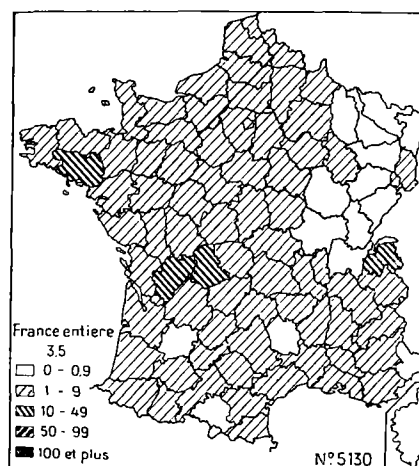 France entiere
3.5
0 - 0,9
1 - 9
10 - 49
50 - 99
100 et plus
N° 5130